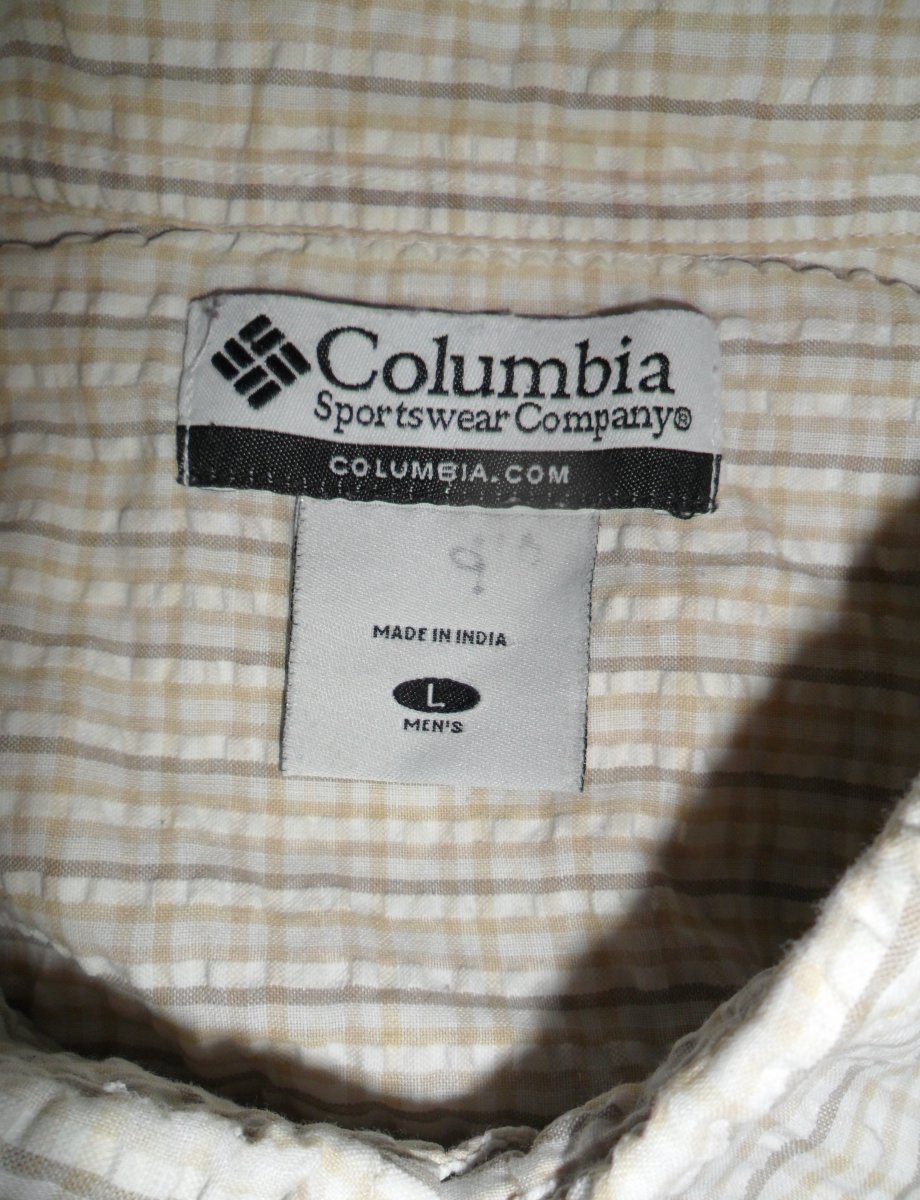 Columbia
Sportswear Company®
COLUMBIA.COM
MADE IN INDIA
L
MEN'S